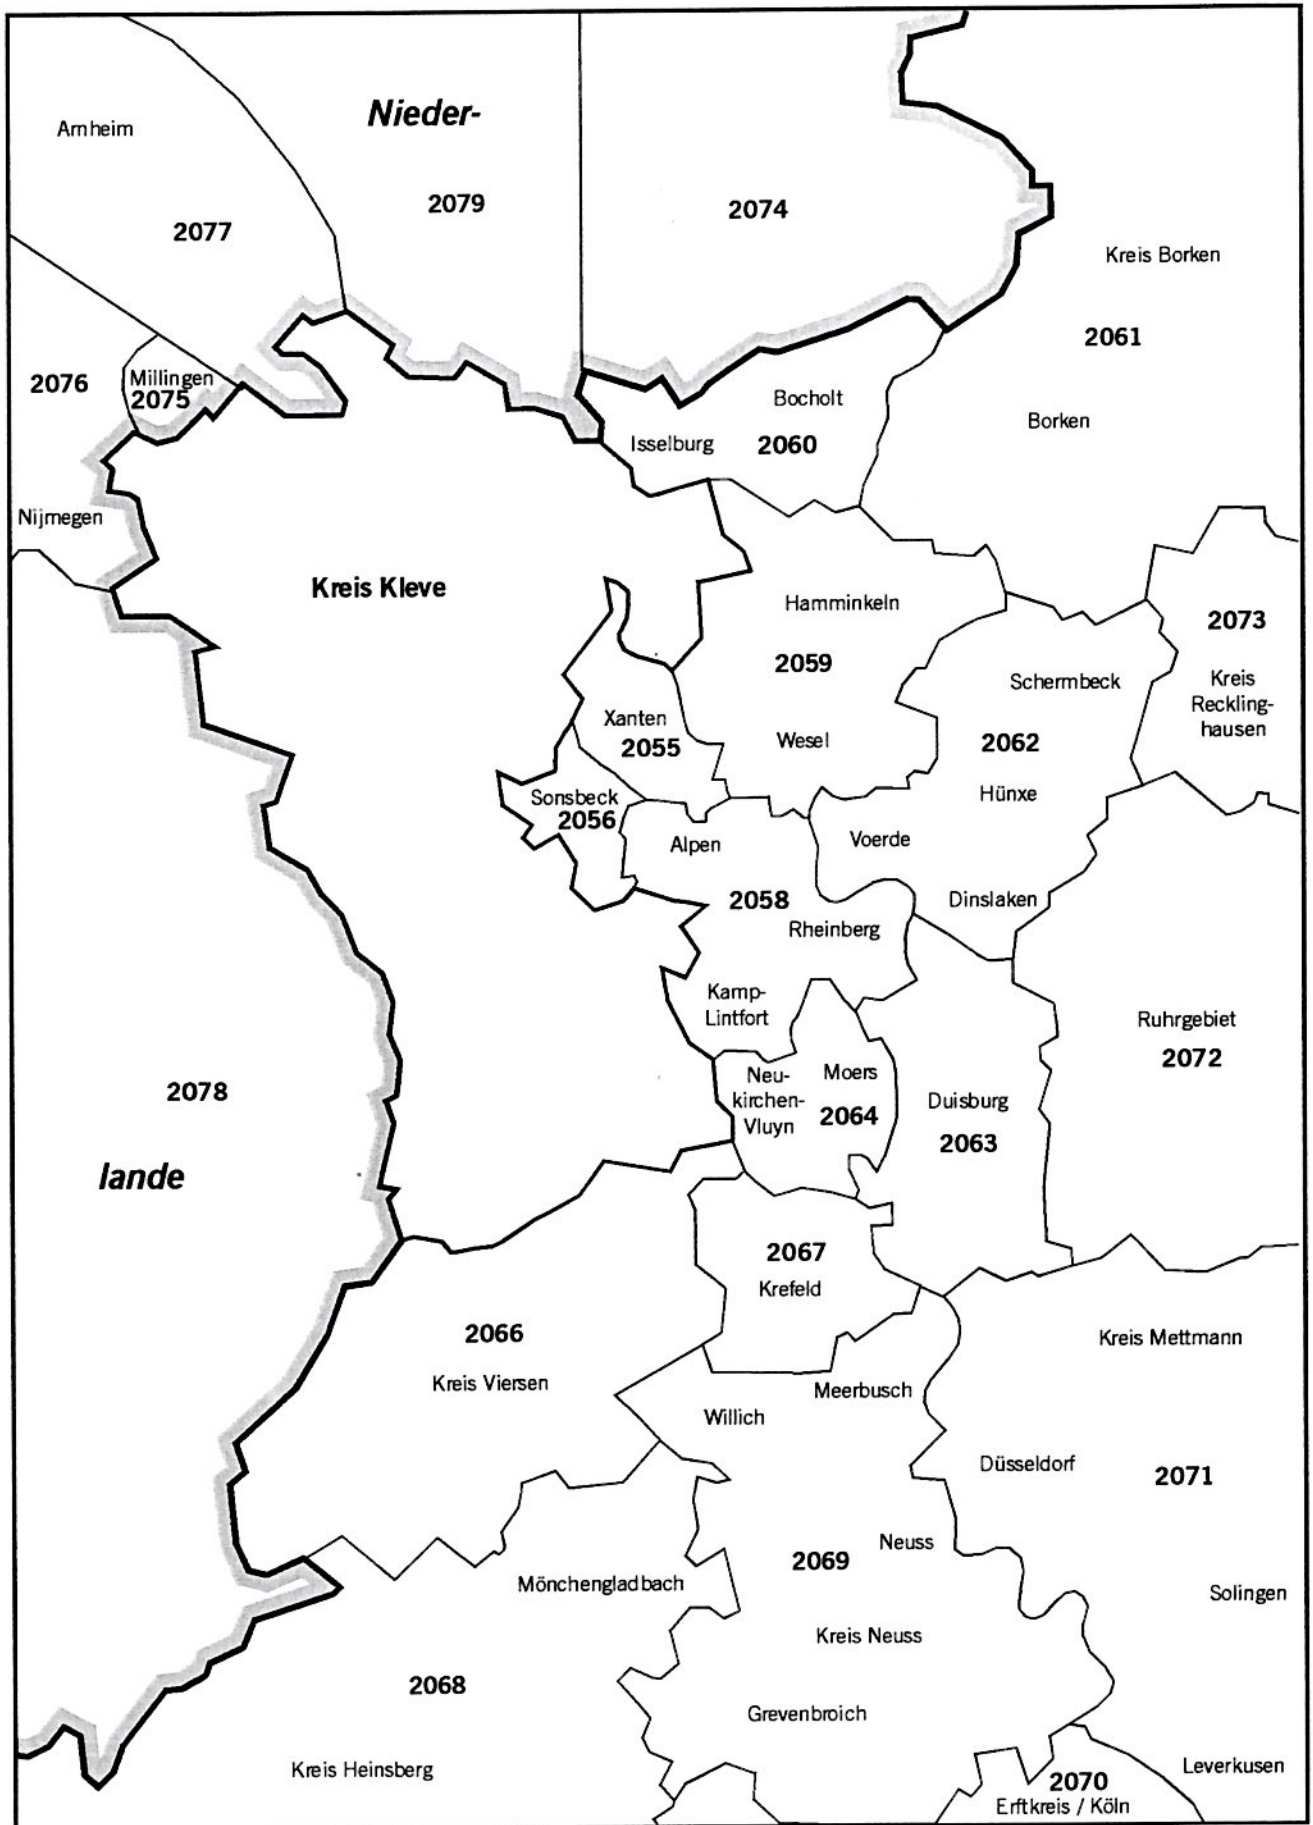 Arnheim
Nieder-
2077
2079
2074
Kreis Borken
2061
2076
Millingen
2075
Bocholt
Borken
Isselburg
2060
Nijmegen
Kreis Kleve
Hamminkeln
2059
2073
Kreis
Reckling-
hausen
Schermbeck
Xanten
2055
Wesel
2062
Hünxe
Sonsbeck
2056
Alpen
Voerde
2058
Dinslaken
Rheinberg
Kamp-
Lintfort
Ruhrgebiet
2072
Neu-
kirchen-
Vluyn
Moers
2064
Duisburg
2063
2078
lande
2067
Krefeld
2066
Kreis Viersen
Kreis Mettmann
Meerbusch
Willich
Düsseldorf
2071
Neuss
2069
Mönchengladbach
Solingen
Kreis Neuss
2068
Grevenbroich
Kreis Heinsberg
Leverkusen
2070
Erftkreis / Köln